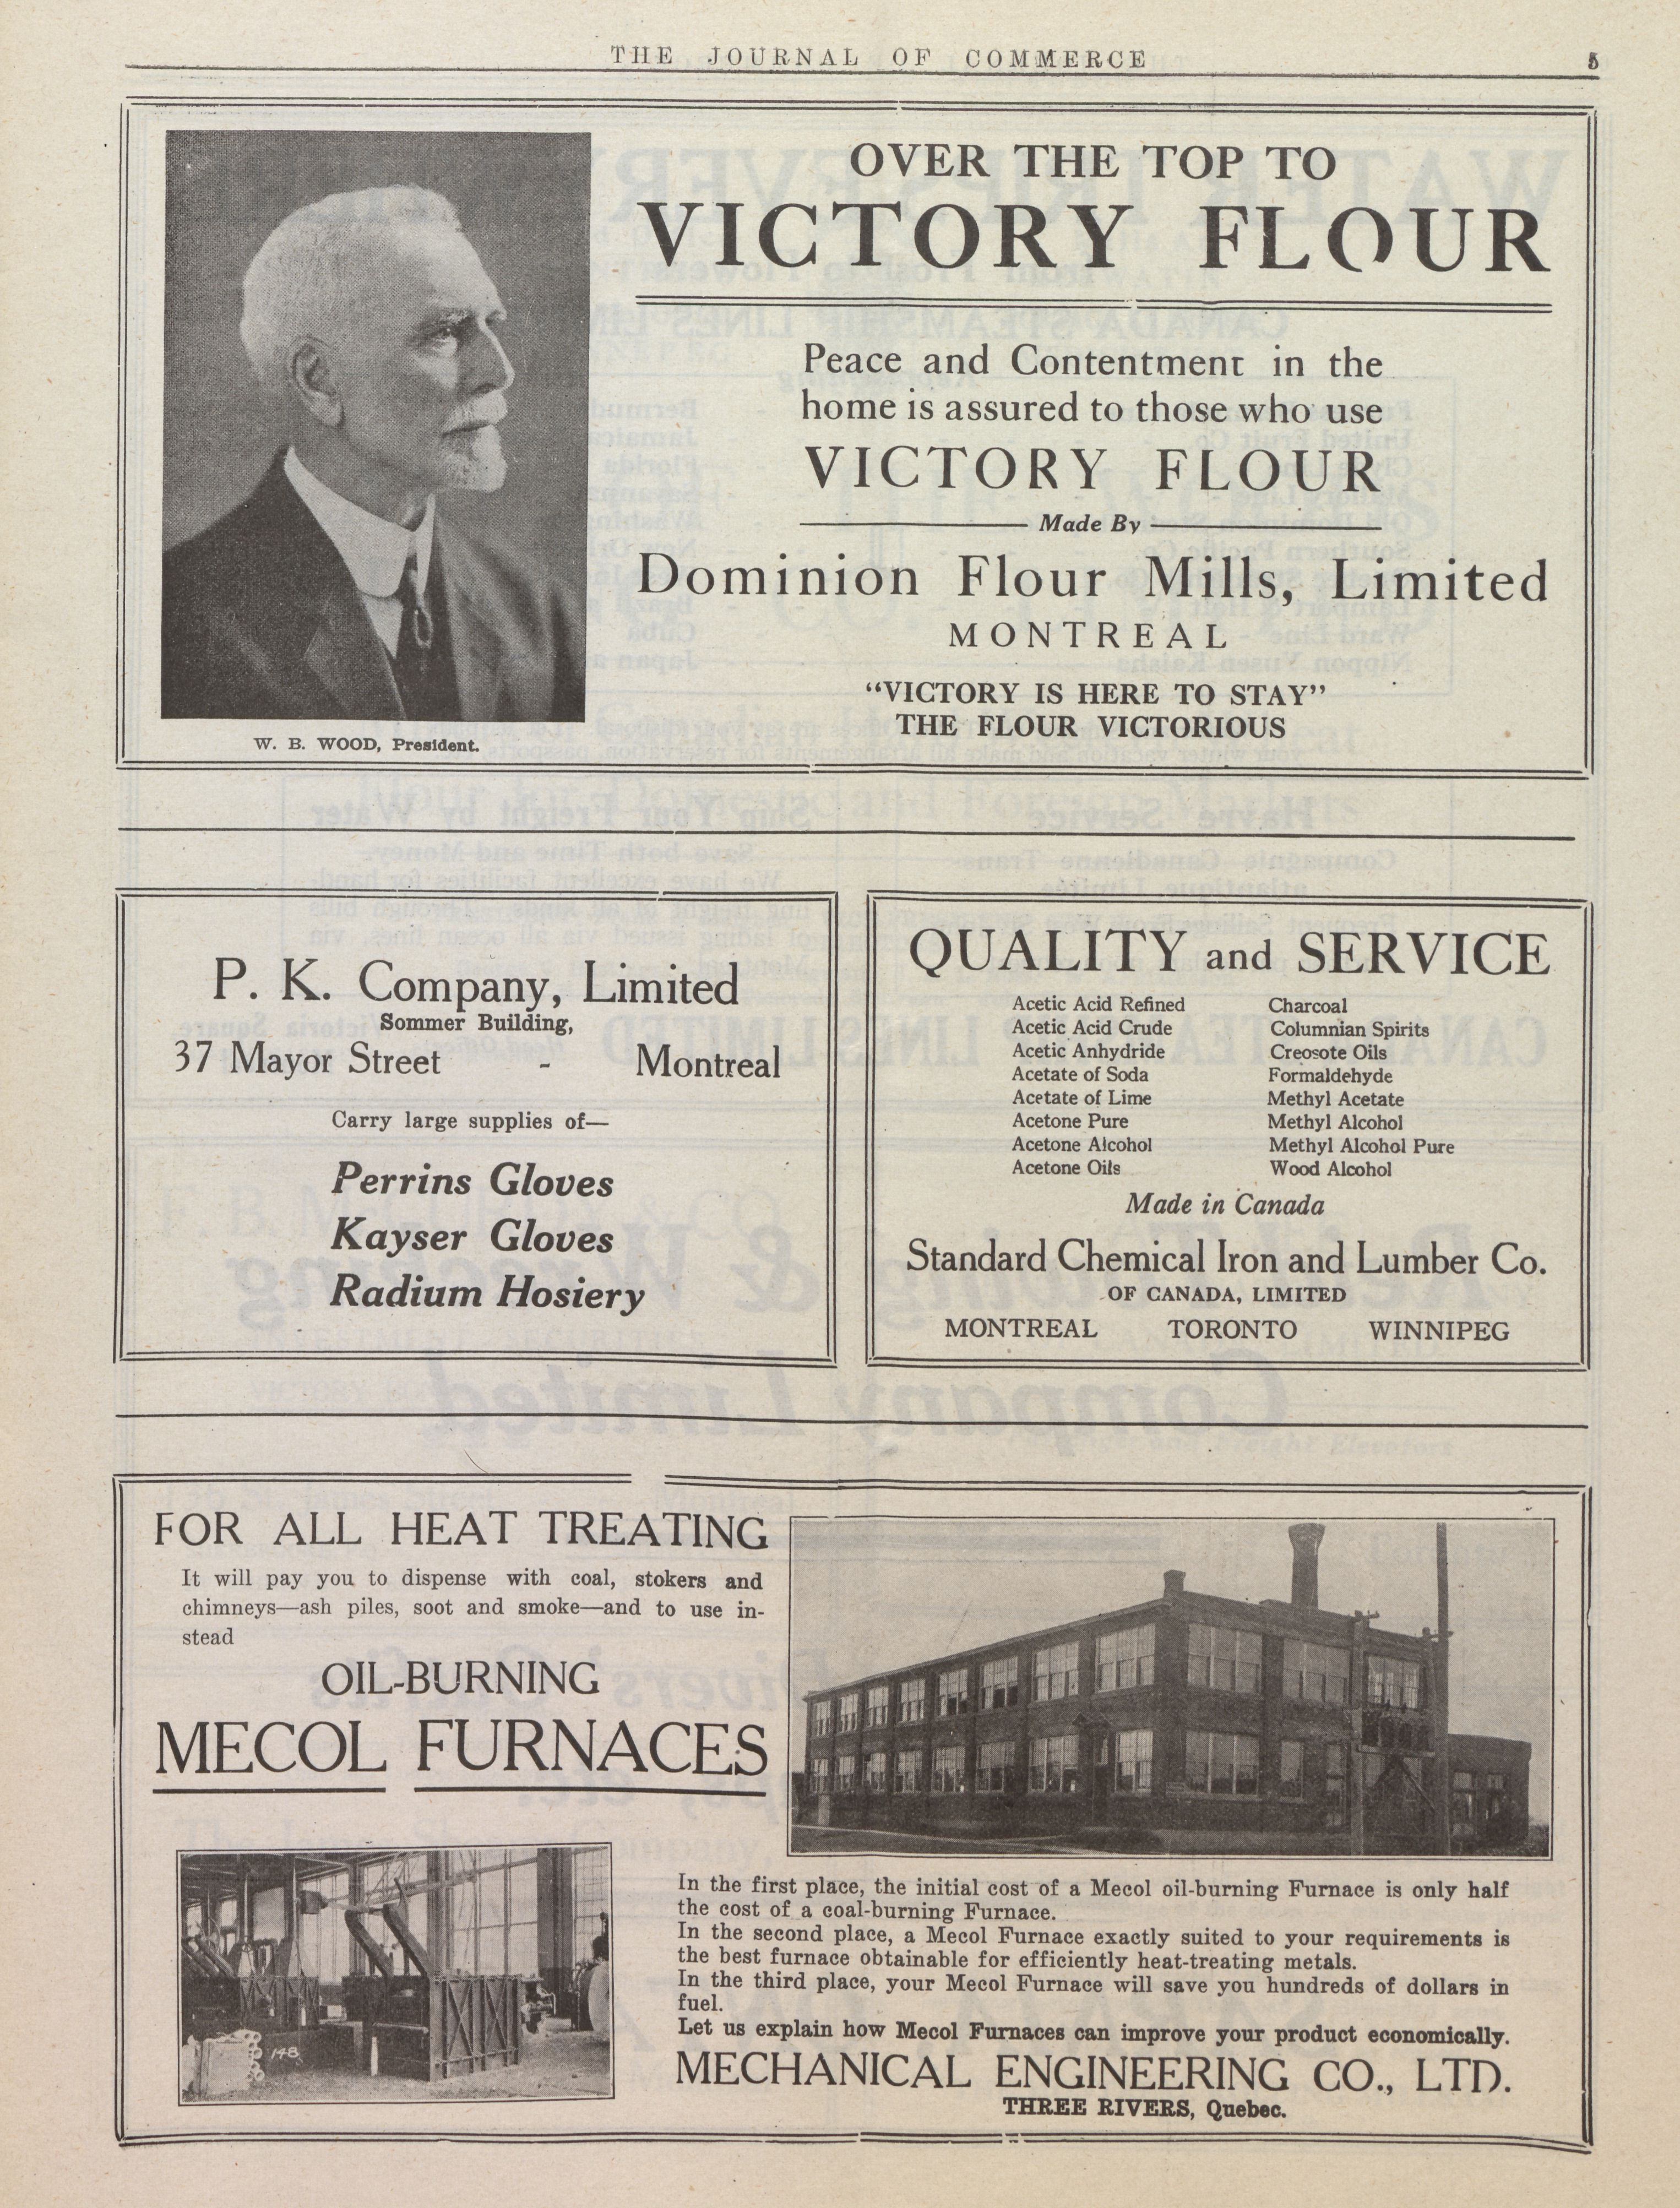 THE JOURNAL OF COMMERCE 5
OVER THE TOP TO
VICTORY FLOUR
Peace and Contentment in the
home is assured to those who use
VICTORY FLOUR
Made By
Dominion Flour Mills, Limited
MONTREAL
"VICTORY IS HERE TO STAY"
THE FLOUR VICTORIOUS
W. B. WOOD, President.
P. K. Company, Limited
Sommer Building,
37 Mayor Street - Montreal
Carry large supplies of—
Perrins Gloves
Kayser Gloves
Radium Hosiery
QUALITY and SERVICE
Acetic Acid Refined
Acetic Acid Crude
Acetic Anhydride
Acetate of Soda
Acetate of Lime
Acetone Pure
Acetone Alcohol
Acetone Oils
Charcoal
Columnian Spirits
Creosote Oils
Formaldehyde
Methyl Acetate
Methyl Alcohol
Methyl Alcohol Pure
Wood Alcohol
Made in Canada
Standard Chemical Iron and Lumber Co.
OF CANADA, LIMITED
MONTREAL TORONTO WINNIPEG
FOR ALL HEAT TREATING
It will pay you to dispense with coal, stokers and
chimneys—ash piles, soot and smoke—and to use in-
stead
OIL-BURNING
MECOL FURNACES
148
In the first place, the initial cost of a Mecol oil-burning Furnace is only half
the cost of a coal-burning Furnace.
In the second place, a Mecol Furnace exactly suited to your requirements is
the best furnace obtainable for efficiently heat-treating metals.
In the third place, your Mecol Furnace will save you hundreds of dollars in
fuel.
Let us explain how Mecol Furnaces can improve your product economically.
MECHANICAL ENGINEERING CO., LTD.
THREE RIVERS, Quebec.